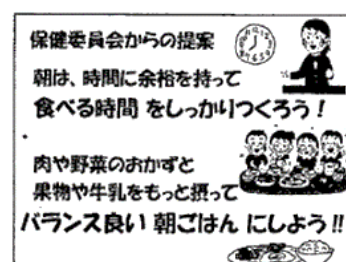 保健委員会からの提案
朝は、時間に余裕を持って
食べる時間 をしっかりつくろう！
肉や野菜のおかずと
果物や牛乳をもっと摂って
バランス良い 朝ごはん にしよう!!